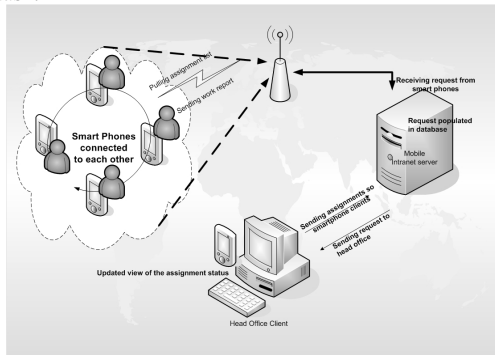 Pulling assignment list
Sending work report
Receiving request from
smart phones
Request populated
in database
Mobile
Intranet server
Smart Phones
connected
to each other
Sending assignments so
smartphone clients
Sending request to
head office
Updated view of the assignment status
Head Office Client